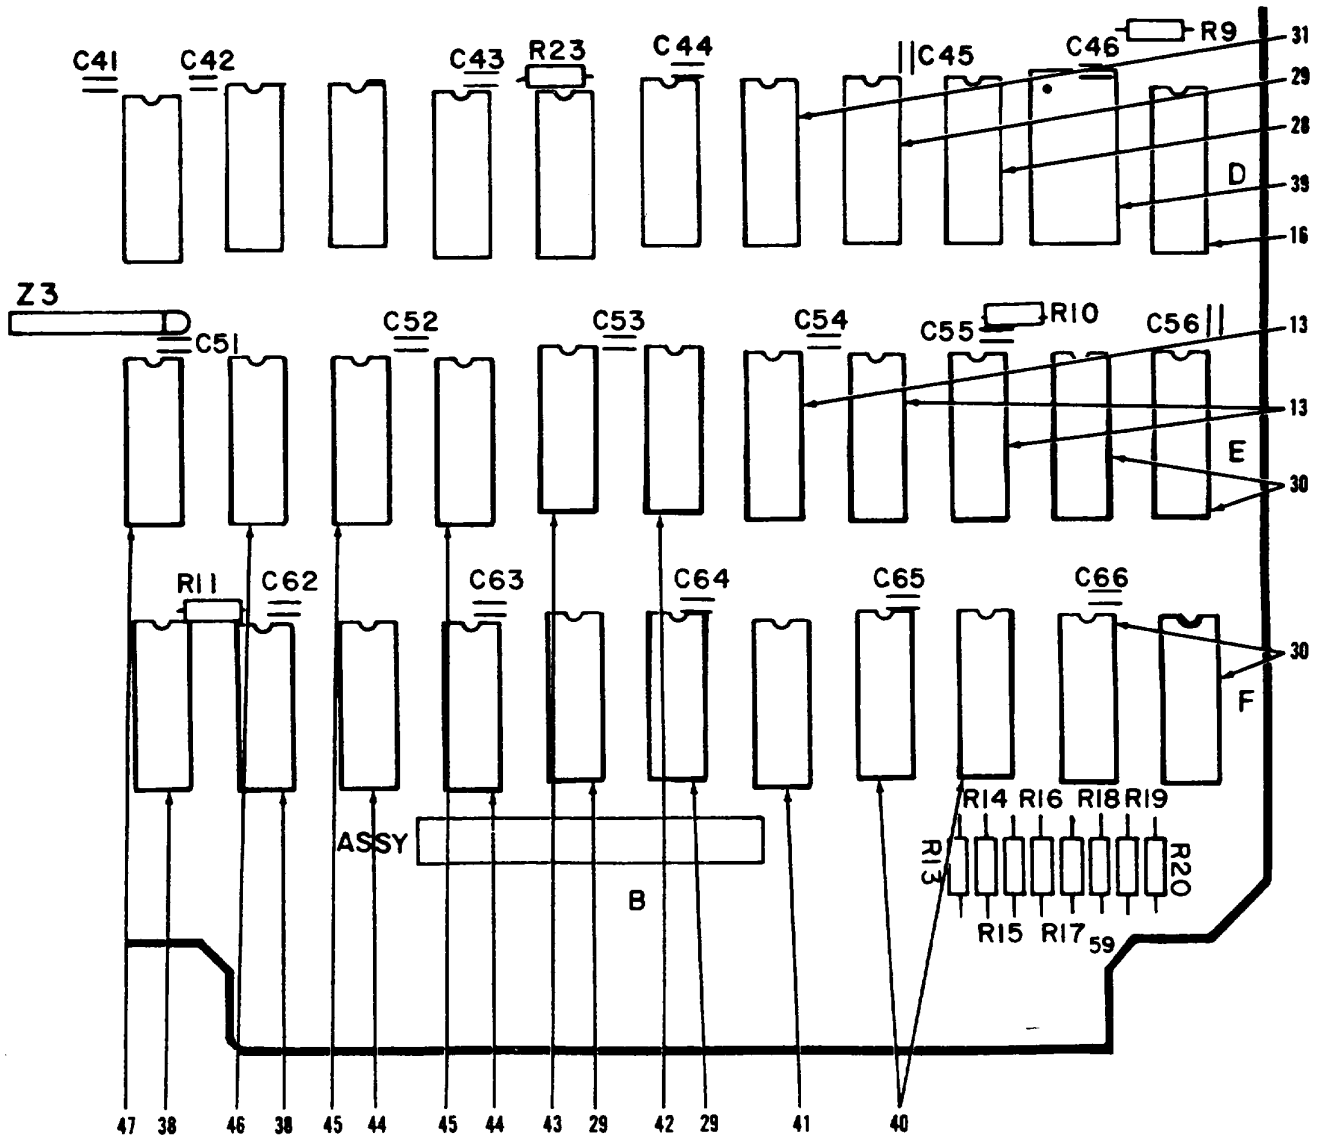 R9
31
C41
C42
C43
R23
C44
C45
C46
29
28
D
39
16
Z3
C51
C52
C53
C54
C55
R10
C56
13
13
E
30
R11
C62
C63
C64
C65
C66
30
F
R14 R16 R18 R19
ASSY
R13
R20
B
R15 R17 59
47 38 46 38 45 44 45 44 43 29 42 29 41 40